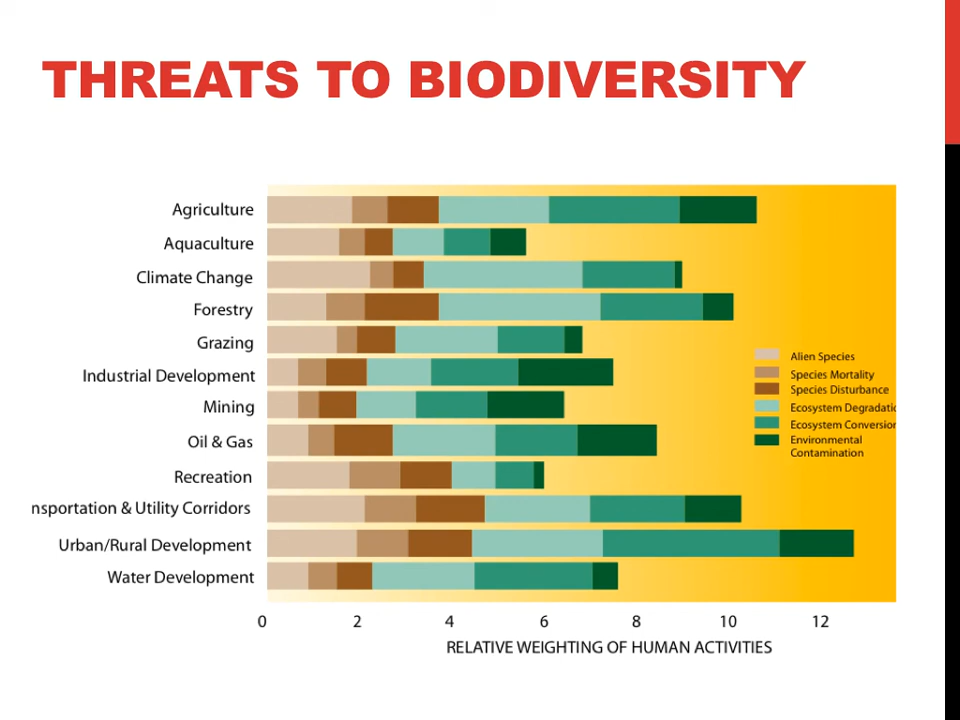 THREATS TO BIODIVERSITY
Agriculture
Aquaculture
Climate Change
Forestry
Grazing
Industrial Development
Mining
Oil & Gas
Recreation
nsportation & Utility Corridors
Urban/Rural Development
Water Development
Alien Species
Species Mortality
Species Disturbance
Ecosystem Degradatic
Ecosystem Conversion
Environmental
Contamination
0 2 4 6 8 10 12
RELATIVE WEIGHTING OF HUMAN ACTIVITIES